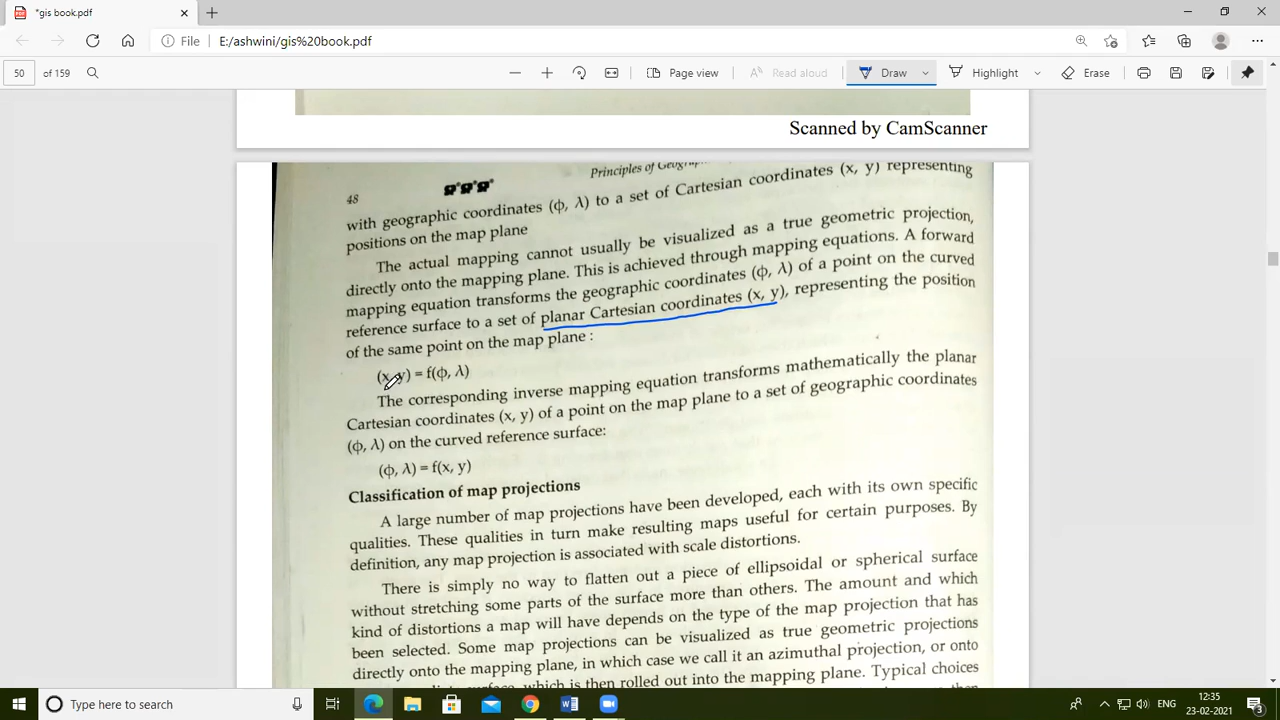 *gis book.pdf
File
E:/ashwini/gis%20book.pdf
50 of 159
Page view
Read aloud
Draw
Highlight
Erase
Scanned by CamScanner
48
Principles of
with geographic coordinates (ϕ, λ) to a set of Cartesian coordinates (x, y) representing
positions on the map plane
The actual mapping cannot usually be visualized as a true geometric projection,
directly onto the mapping plane. This is achieved through mapping equations. A forward
mapping equation transforms the geographic coordinates (ϕ, λ) of a point on the curved
reference surface to a set of planar Cartesian coordinates (x, y), representing the position
of the same point on the map plane :
(x, y) = f(ϕ, λ)
The corresponding inverse mapping equation transforms mathematically the planar
Cartesian coordinates (x, y) of a point on the map plane to a set of geographic coordinates
(ϕ, λ) on the curved reference surface:
(ϕ, λ) = f(x, y)
Classification of map projections
A large number of map projections have been developed, each with its own specific
qualities. These qualities in turn make resulting maps useful for certain purposes. By
definition, any map projection is associated with scale distortions.
There is simply no way to flatten out a piece of ellipsoidal or spherical surface
without stretching some parts of the surface more than others. The amount and which
kind of distortions a map will have depends on the type of the map projection that has
been selected. Some map projections can be visualized as true geometric projections
directly onto the mapping plane, in which case we call it an azimuthal projection, or onto
which is then rolled out into the mapping plane. Typical choices
Type here to search
ENG
12:35
23-02-2021
3